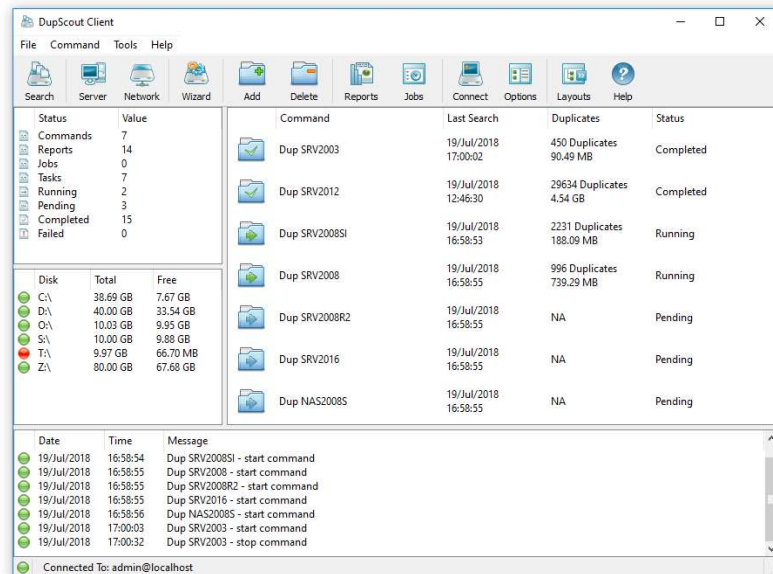 DupScout Client
File Command Tools Help
Search Server Network Wizard Add Delete Reports Jobs Connect Options Layouts Help
Status Value
Commands 7
Reports 14
Jobs 0
Tasks 7
Running 2
Pending 3
Completed 15
Failed 0
Disk Total Free
C:\ 38.69 GB 7.67 GB
D:\ 40.00 GB 33.54 GB
O:\ 10.03 GB 9.95 GB
S:\ 10.00 GB 9.88 GB
T:\ 9.97 GB 66.70 MB
Z:\ 80.00 GB 67.68 GB
Command Last Search Duplicates Status
Dup SRV2003 19/Jul/2018 17:00:02 450 Duplicates 90.49 MB Completed
Dup SRV2012 19/Jul/2018 12:46:30 29634 Duplicates 4.54 GB Completed
Dup SRV2008SI 19/Jul/2018 16:58:53 2231 Duplicates 188.09 MB Running
Dup SRV2008 19/Jul/2018 16:58:55 996 Duplicates 739.29 MB Running
Dup SRV2008R2 19/Jul/2018 16:58:55 NA Pending
Dup SRV2016 19/Jul/2018 16:58:55 NA Pending
Dup NAS2008S 19/Jul/2018 16:58:55 NA Pending
Date Time Message
19/Jul/2018 16:58:54 Dup SRV2008SI - start command
19/Jul/2018 16:58:55 Dup SRV2008 - start command
19/Jul/2018 16:58:55 Dup SRV2008R2 - start command
19/Jul/2018 16:58:55 Dup SRV2016 - start command
19/Jul/2018 16:58:56 Dup NAS2008S - start command
19/Jul/2018 17:00:03 Dup SRV2003 - start command
19/Jul/2018 17:00:32 Dup SRV2003 - stop command
Connected To: admin@localhost